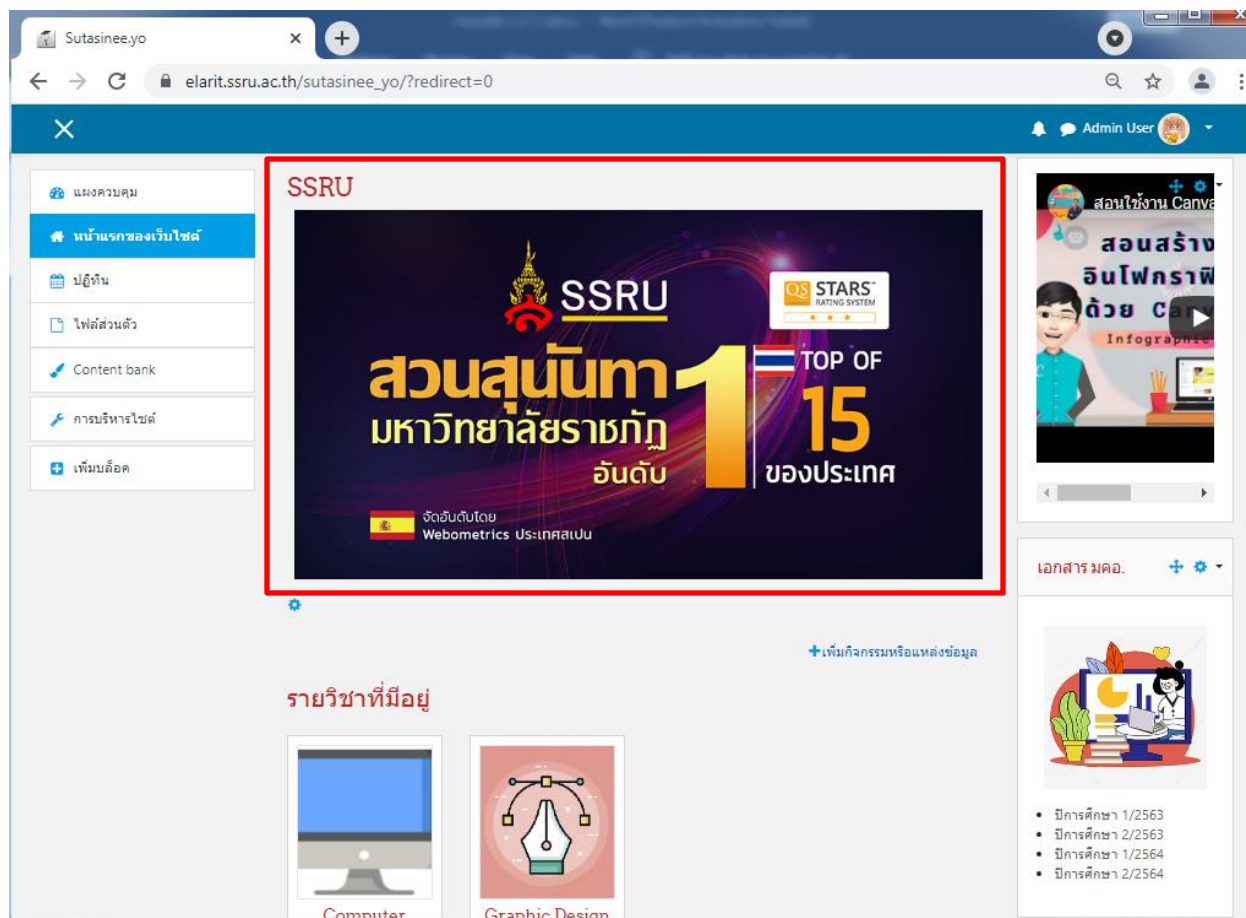 Sutasinee.yo
elarit.ssru.ac.th/sutasinee_yo/?redirect=0
Admin User
แผงควบคุม
หน้าแรกของเว็บไซต์
ปฏิทิน
ไฟล์ส่วนตัว
Content bank
การบริหารไซต์
เพิ่มบล็อค
SSRU
SSRU
QS STARS™
RATING SYSTEM
สวนสุนันทา
มหาวิทยาลัยราชภัฏ
อันดับ
1
TOP OF
15
ของประเทศ
จัดอันดับโดย
Webometrics ประเทศสเปน
เพิ่มกิจกรรมหรือแหล่งข้อมูล
รายวิชาที่มีอยู่
Computer
Graphic Design
สอนใช้งาน Canva
สอนสร้าง
อินโฟกราฟิ
ด้วย
Infographic
เอกสาร มคอ.
ปีการศึกษา 1/2563
ปีการศึกษา 2/2563
ปีการศึกษา 1/2564
ปีการศึกษา 2/2564